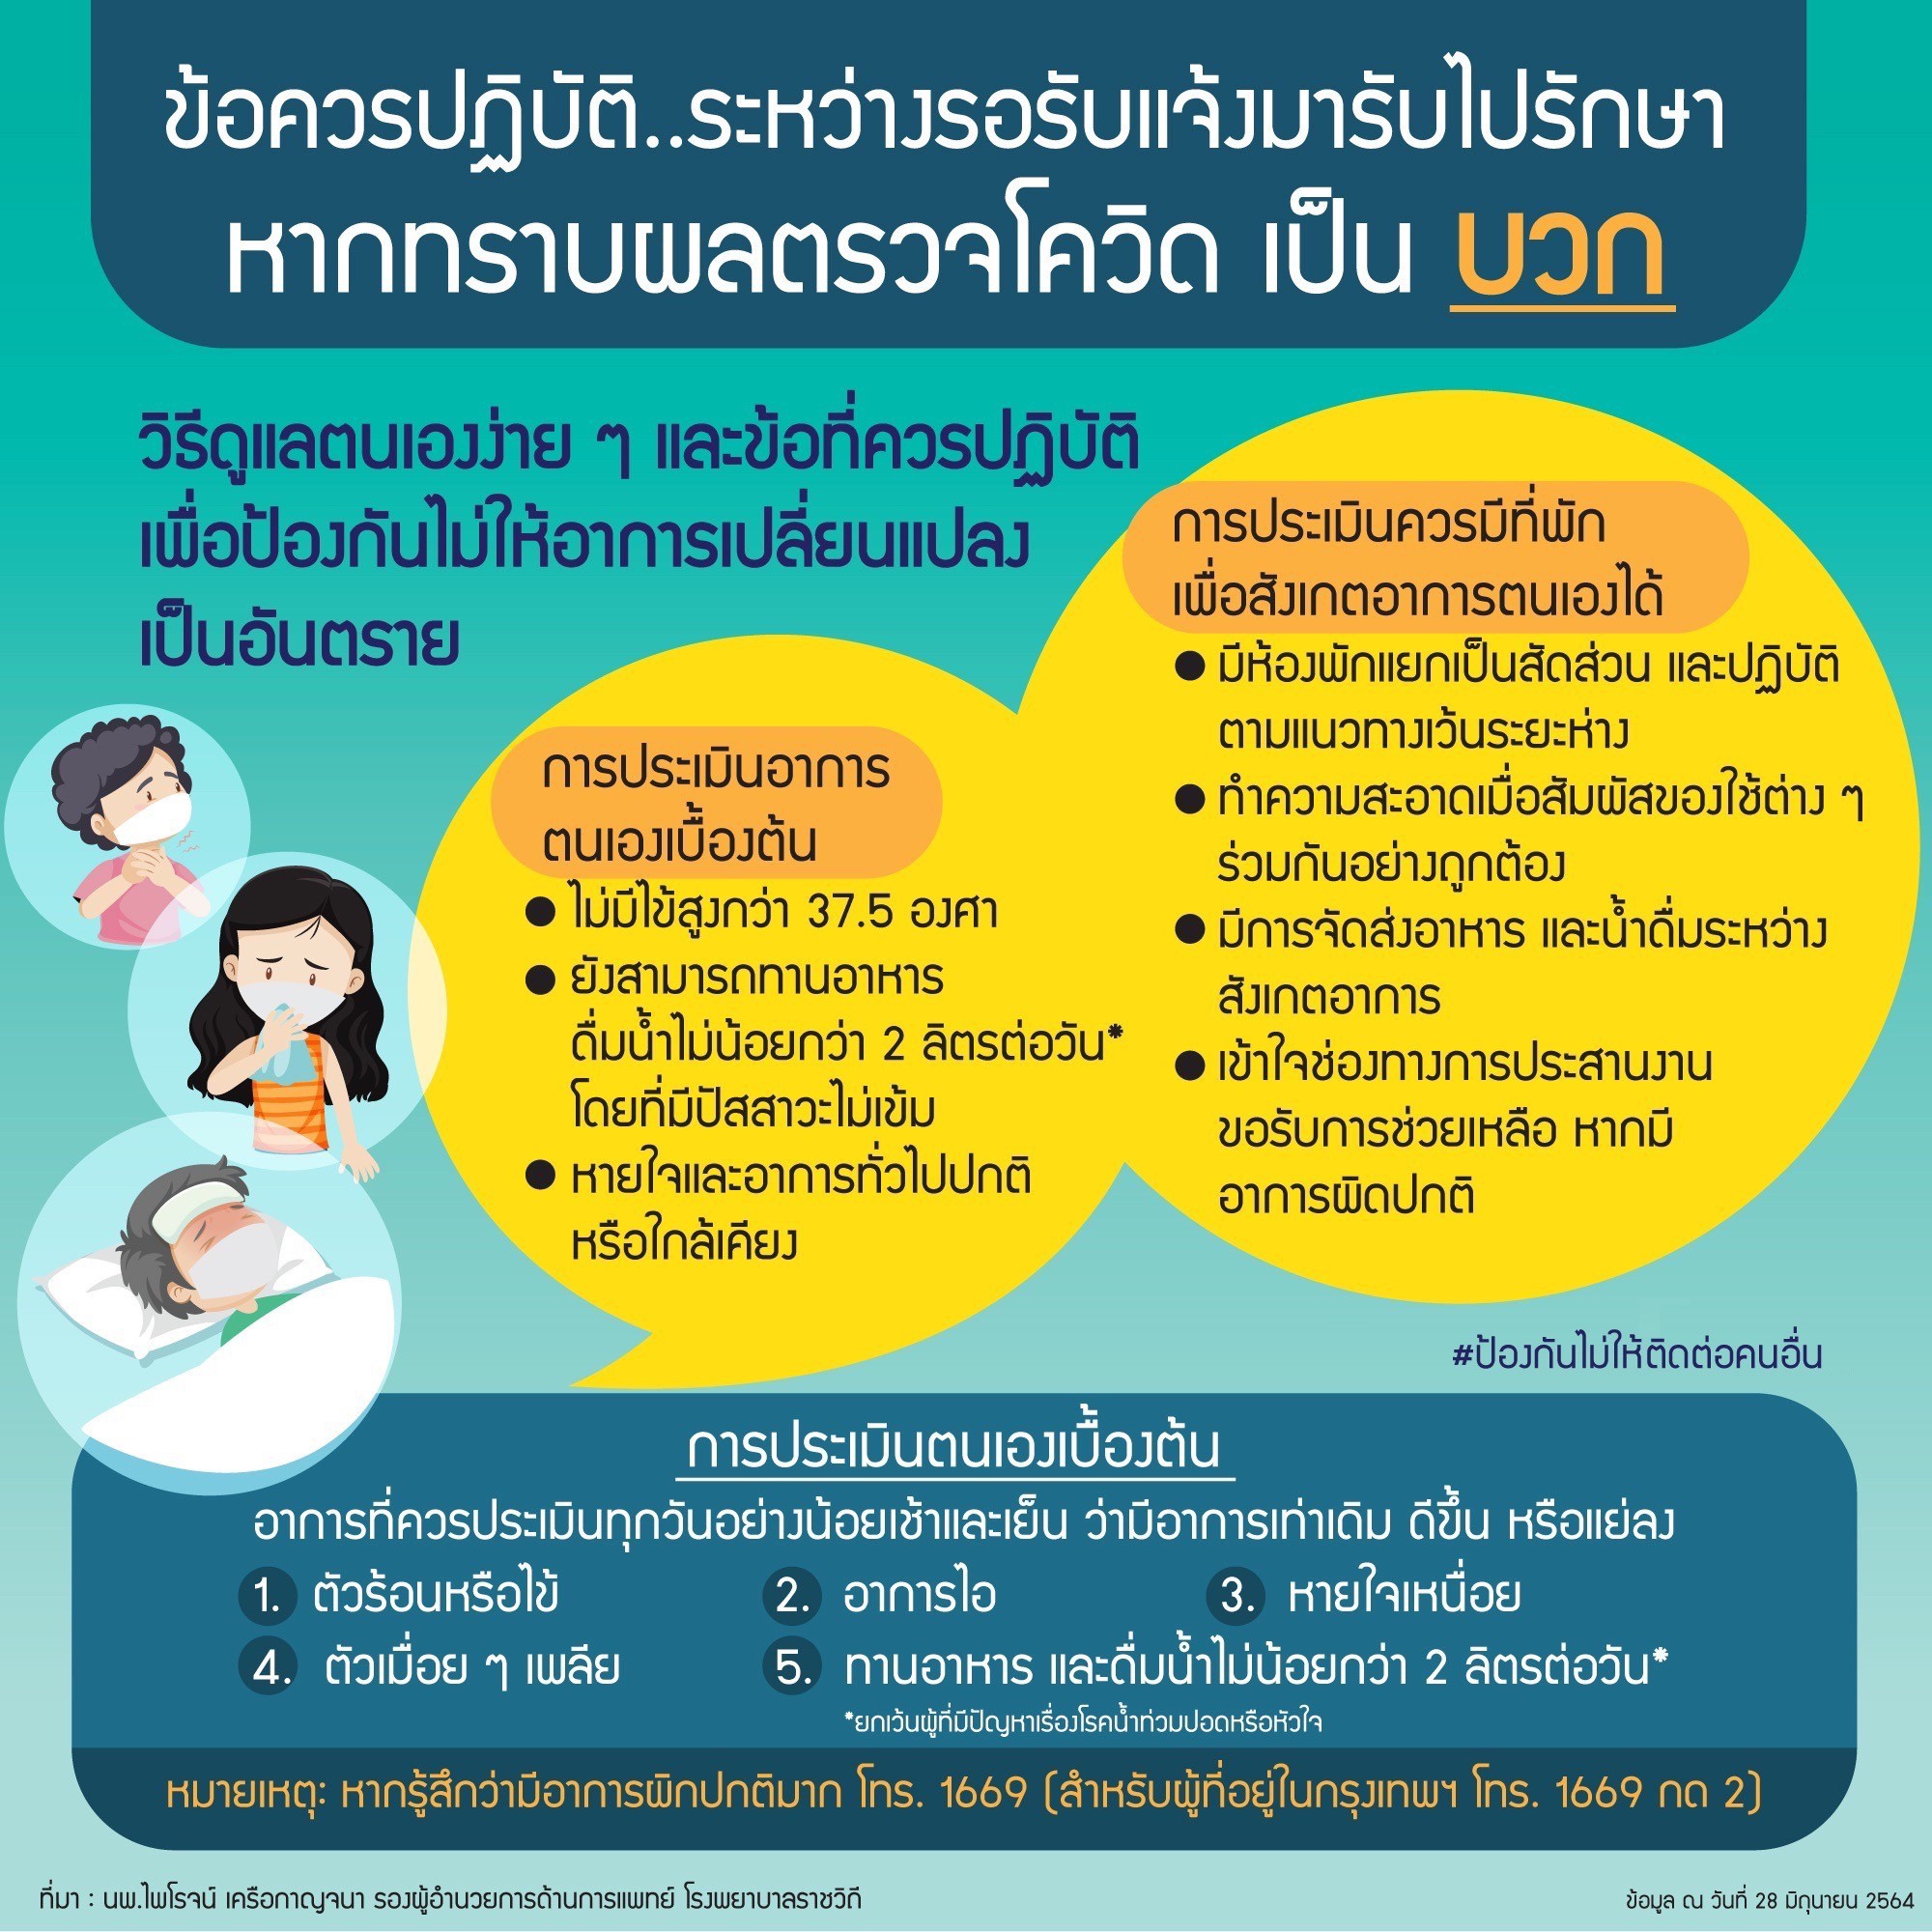 ข้อควรปฏิบัติ..ระหว่างรอรับแจ้งมารับไปรักษา
หากทราบผลตรวจโควิด เป็น บวก
วิธีดูแลตนเองง่าย ๆ และข้อที่ควรปฏิบัติ
เพื่อป้องกันไม่ให้อาการเปลี่ยนแปลง
เป็นอันตราย
การประเมินอาการ
ตนเองเบื้องต้น
● ไม่มีไข้สูงกว่า 37.5 องศา
● ยังสามารถทานอาหาร
ดื่มน้ำไม่น้อยกว่า 2 ลิตรต่อวัน*
โดยที่มีปัสสาวะไม่เข้ม
● หายใจและอาการทั่วไปปกติ
หรือใกล้เคียง
การประเมินควรมีที่พัก
เพื่อสังเกตอาการตนเองได้
● มีห้องพักแยกเป็นสัดส่วน และปฏิบัติ
ตามแนวทางเว้นระยะห่าง
● ทำความสะอาดเมื่อสัมผัสของใช้ต่าง ๆ
ร่วมกันอย่างถูกต้อง
● มีการจัดส่งอาหาร และน้ำดื่มระหว่าง
สังเกตอาการ
● เข้าใจช่องทางการประสานงาน
ขอรับการช่วยเหลือ หากมี
อาการผิดปกติ
#ป้องกันไม่ให้ติดต่อคนอื่น
การประเมินตนเองเบื้องต้น
อาการที่ควรประเมินทุกวันอย่างน้อยเช้าและเย็น ว่ามีอาการเท่าเดิม ดีขึ้น หรือแย่ลง
1. ตัวร้อนหรือไข้ 2. อาการไอ 3. หายใจเหนื่อย
4. ตัวเมื่อย ๆ เพลีย 5. ทานอาหาร และดื่มน้ำไม่น้อยกว่า 2 ลิตรต่อวัน*
*ยกเว้นผู้ที่มีปัญหาเรื่องโรคน้ำท่วมปอดหรือหัวใจ
หมายเหตุ: หากรู้สึกว่ามีอาการผิกปกติมาก โทร. 1669 (สำหรับผู้ที่อยู่ในกรุงเทพฯ โทร. 1669 กด 2)
ที่มา : นพ.ไพโรจน์ เครือกาญจนา รองผู้อำนวยการด้านการแพทย์ โรงพยาบาลราชวิถี
ข้อมูล ณ วันที่ 28 มิถุนายน 2564